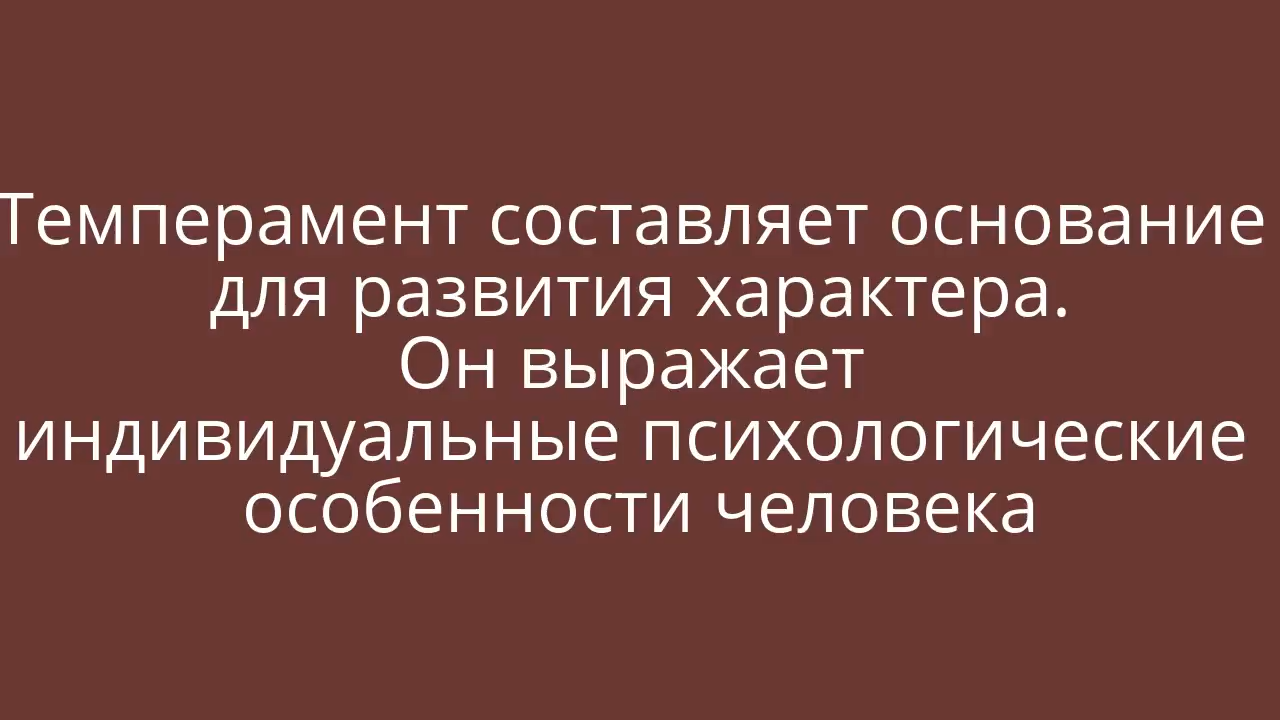 Темперамент составляет основание
для развития характера.
Он выражает
индивидуальные психологические
особенности человека